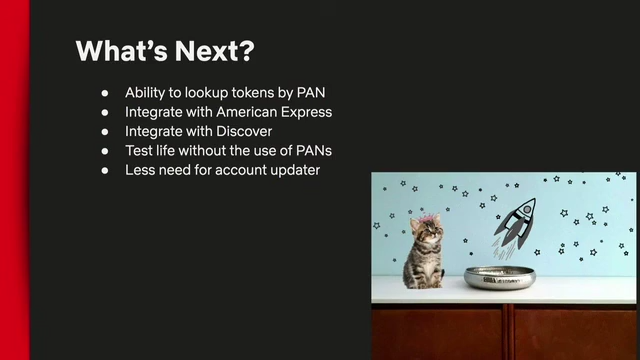 What's Next?
● Ability to lookup tokens by PAN
● Integrate with American Express
● Integrate with Discover
● Test life without the use of PANs
● Less need for account updater